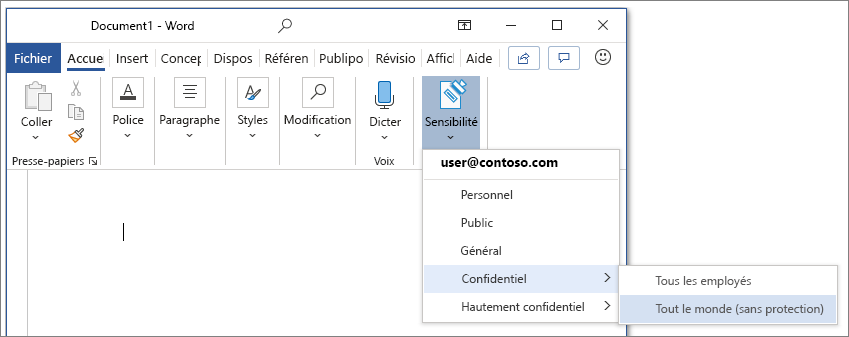 Document1 - Word
Fichier Accue Insert Concep Dispos Référen Publipo Révisio Affic Aide
Coller Police Paragraphe Styles Modification Dicter Sensibilité
Presse-papiers Voix
user@contoso.com
Personnel
Public
Général
Confidentiel
Tous les employés
Hautement confidentiel
Tout le monde (sans protection)